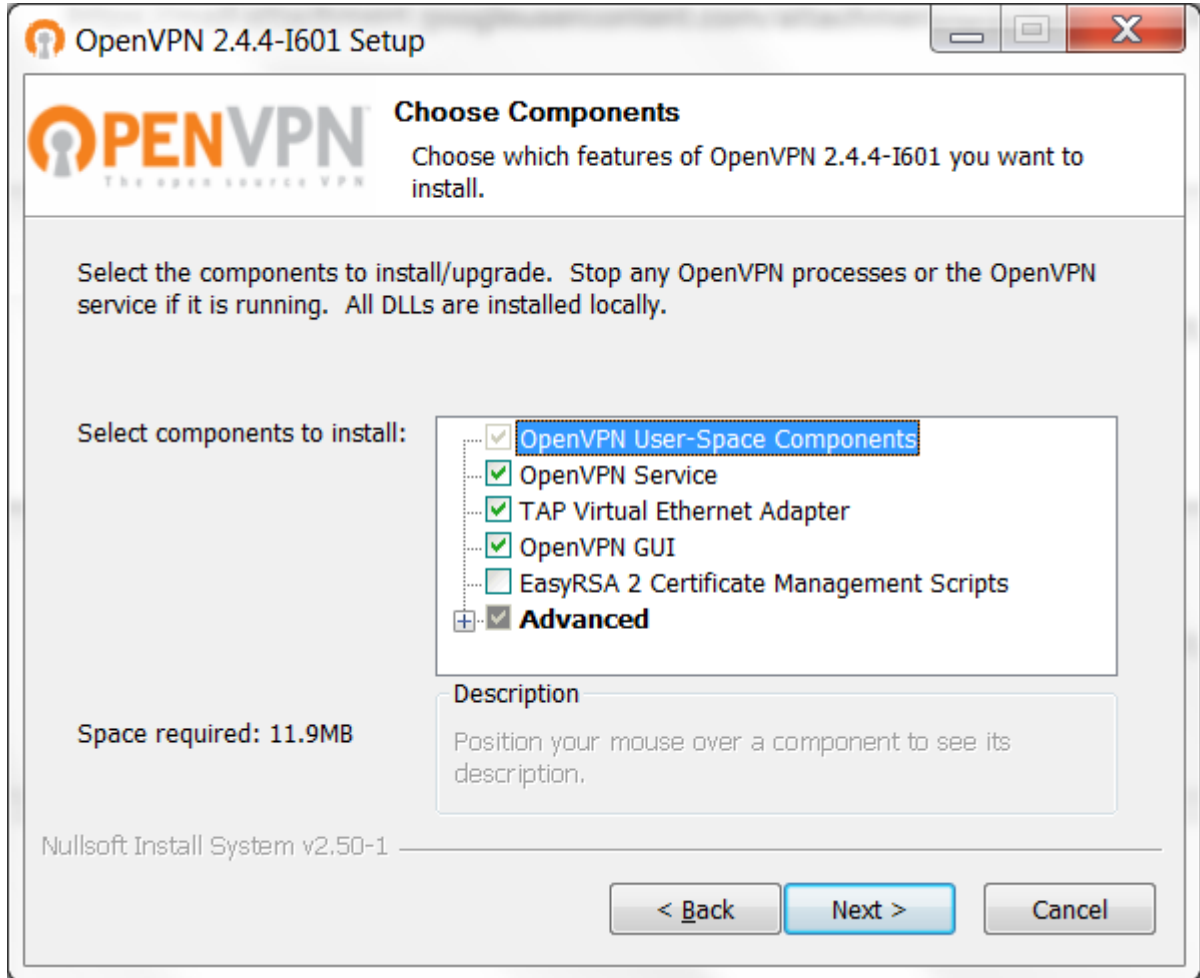 OpenVPN 2.4.4-I601 Setup
OPENVPN
The open source VPN
Choose Components
Choose which features of OpenVPN 2.4.4-I601 you want to
install.
Select the components to install/upgrade. Stop any OpenVPN processes or the OpenVPN
service if it is running. All DLLs are installed locally.
Select components to install:
OpenVPN User-Space Components
OpenVPN Service
TAP Virtual Ethernet Adapter
OpenVPN GUI
EasyRSA 2 Certificate Management Scripts
Advanced
Space required: 11.9MB
Description
Position your mouse over a component to see its
description.
Nullsoft Install System v2.50-1
< Back
Next >
Cancel